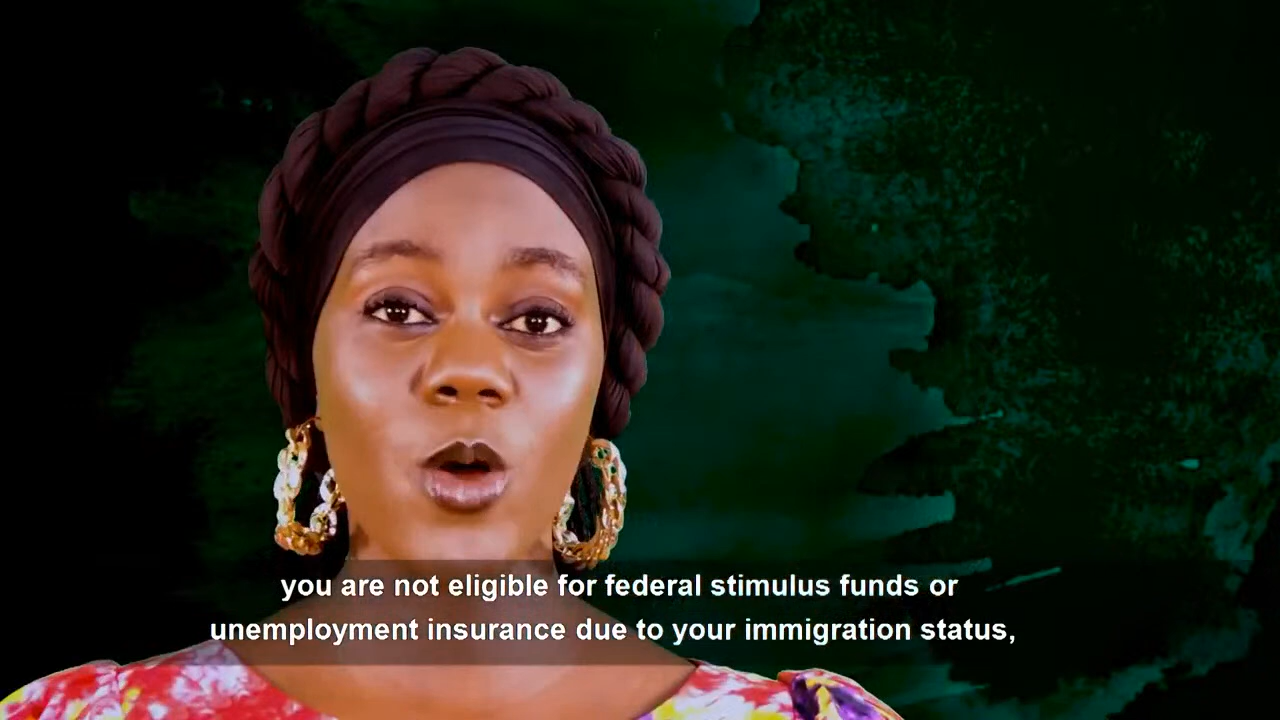 you are not eligible for federal stimulus funds or
unemployment insurance due to your immigration status,